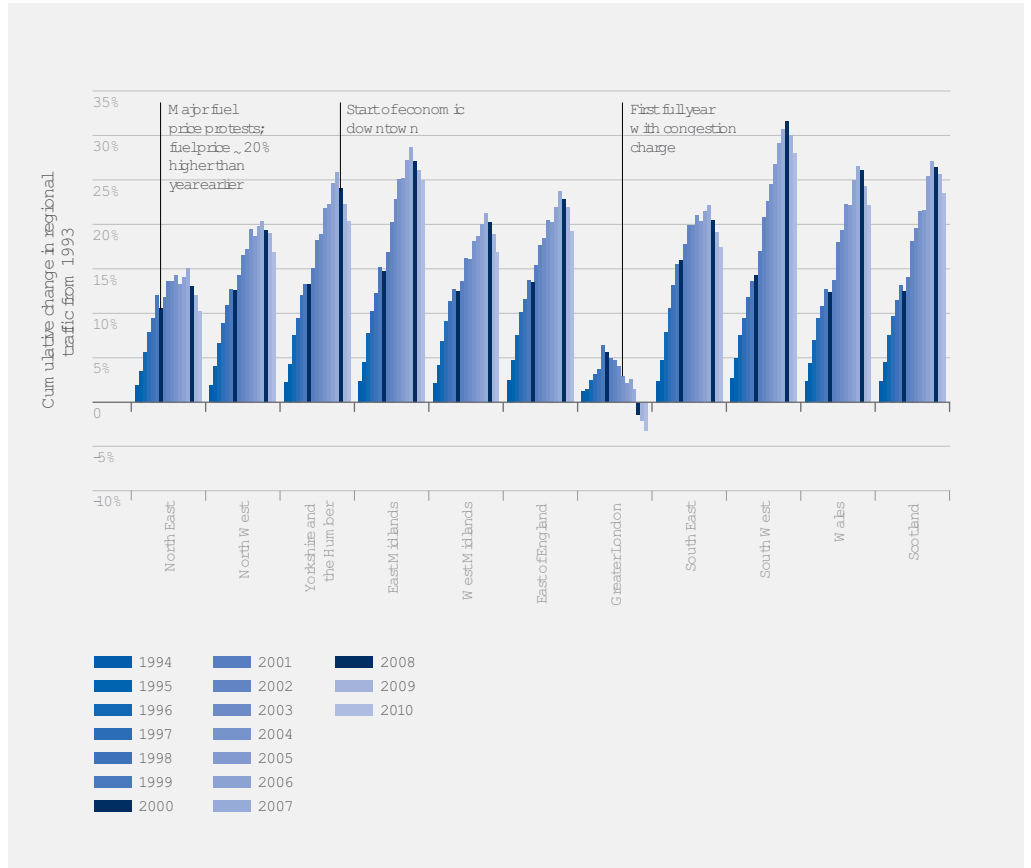 35%
30%
25%
20%
15%
10%
5%
0
-5%
-10%
Cumulative change in regional
traffic from 1993
Major fuel
price protests;
fuel price ~20%
higher than
year earlier
Start of economic
downtown
First full year
with congestion
charge
North East
North West
Yorkshire and
the Humber
East Midlands
West Midlands
East of England
Greater London
South East
South West
Wales
Scotland
1994
1995
1996
1997
1998
1999
2000
2001
2002
2003
2004
2005
2006
2007
2008
2009
2010